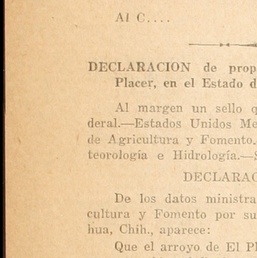 Al C....
DECLARACION de prop
Placer, en el Estado d
Al margen un sello q
deral.—Estados Unidos Me
de Agricultura y Fomento.
teorología e Hidrología.—S
DECLARAC
De los datos ministra
cultura y Fomento por su
hua, Chih., aparece:
Que el arroyo de El Pl